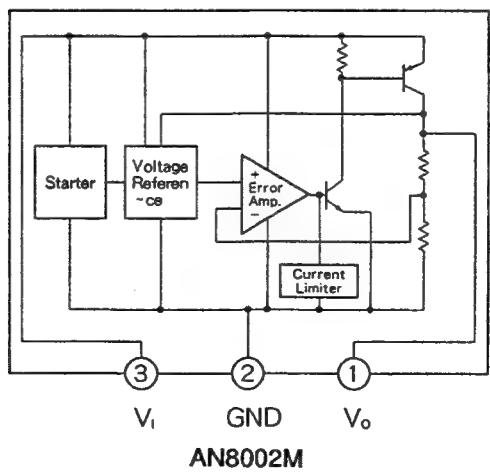 Starter
Voltage
Referen
~ce
+
Error
Amp.
−
Current
Limiter
3
2
1
VI
GND
Vo
AN8002M